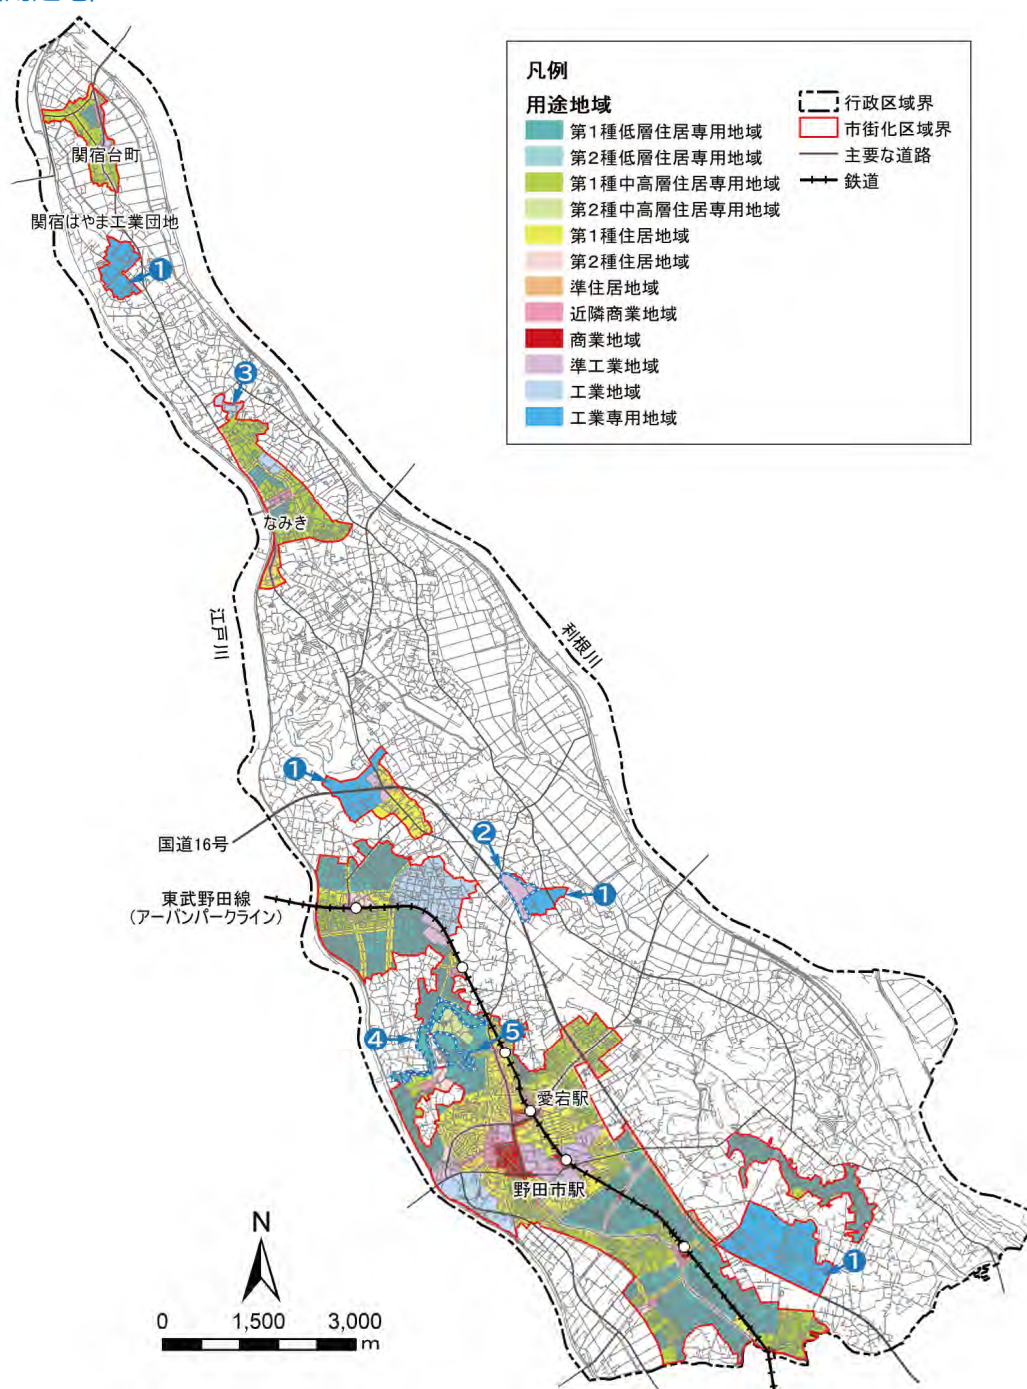 凡例
用途地域
第1種低層住居専用地域
第2種低層住居専用地域
第1種中高層住居専用地域
第2種中高層住居専用地域
第1種住居地域
第2種住居地域
準住居地域
近隣商業地域
商業地域
準工業地域
工業地域
工業専用地域
行政区域界
市街化区域界
主要な道路
鉄道
関宿台町
関宿はやま工業団地
1
3
なみき
江戸川
利根川
1
国道16号
2
1
東武野田線
(アーバンパークライン)
4
5
愛宕駅
野田市駅
1
N
0 1,500 3,000
m